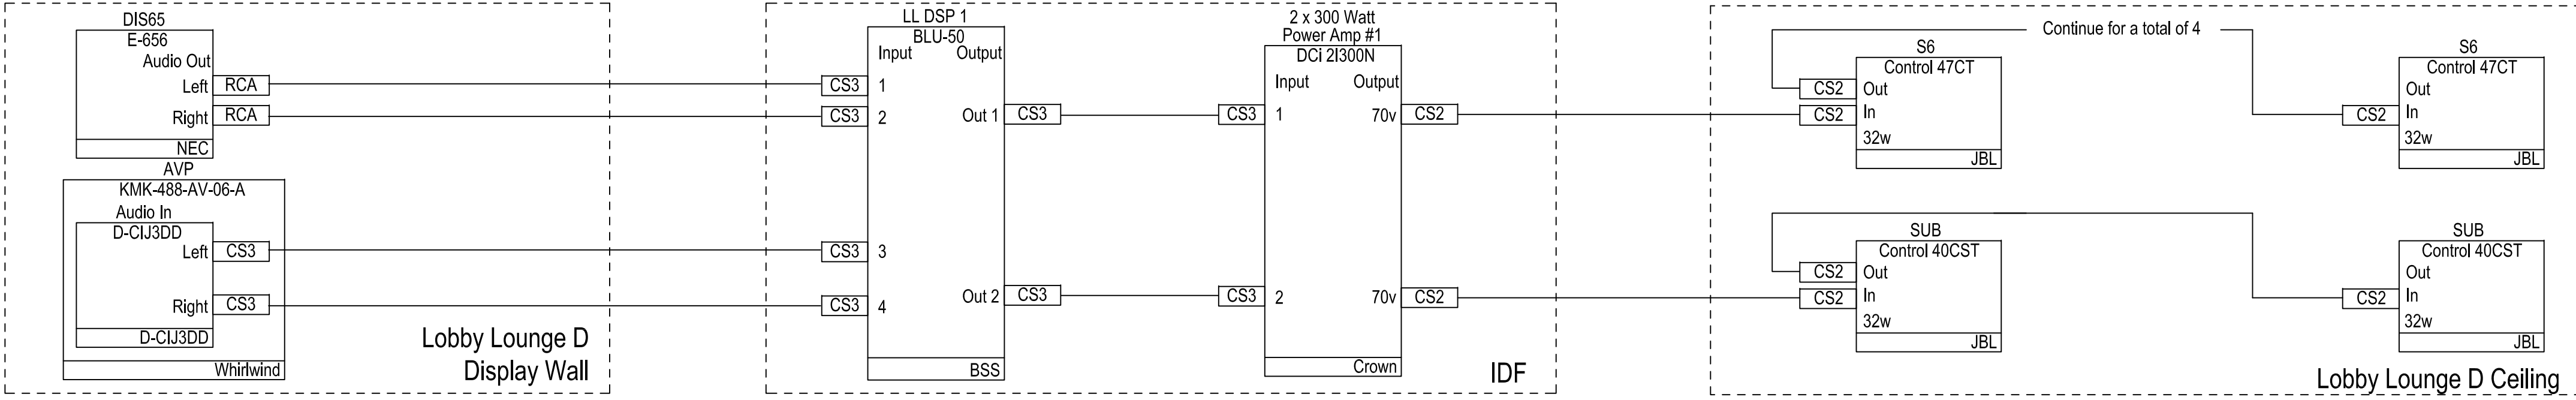 DIS65
E-656
Audio Out
Left RCA
Right RCA
NEC
AVP
KMK-488-AV-06-A
Audio In
D-CIJ3DD
Left CS3
Right CS3
D-CIJ3DD
Whirlwind
Lobby Lounge D
Display Wall
LL DSP 1
BLU-50
Input Output
CS3 1
CS3 2
Out 1 CS3
CS3 3
CS3 4
Out 2 CS3
BSS
2 x 300 Watt
Power Amp #1
DCi 2I300N
Input Output
CS3 1 70v CS2
CS3 2 70v CS2
Crown
IDF
Continue for a total of 4
S6
Control 47CT
CS2 Out
CS2 In
32w
JBL
S6
Control 47CT
Out
CS2 In
32w
JBL
SUB
Control 40CST
CS2 Out
CS2 In
32w
JBL
SUB
Control 40CST
Out
CS2 In
32w
JBL
Lobby Lounge D Ceiling